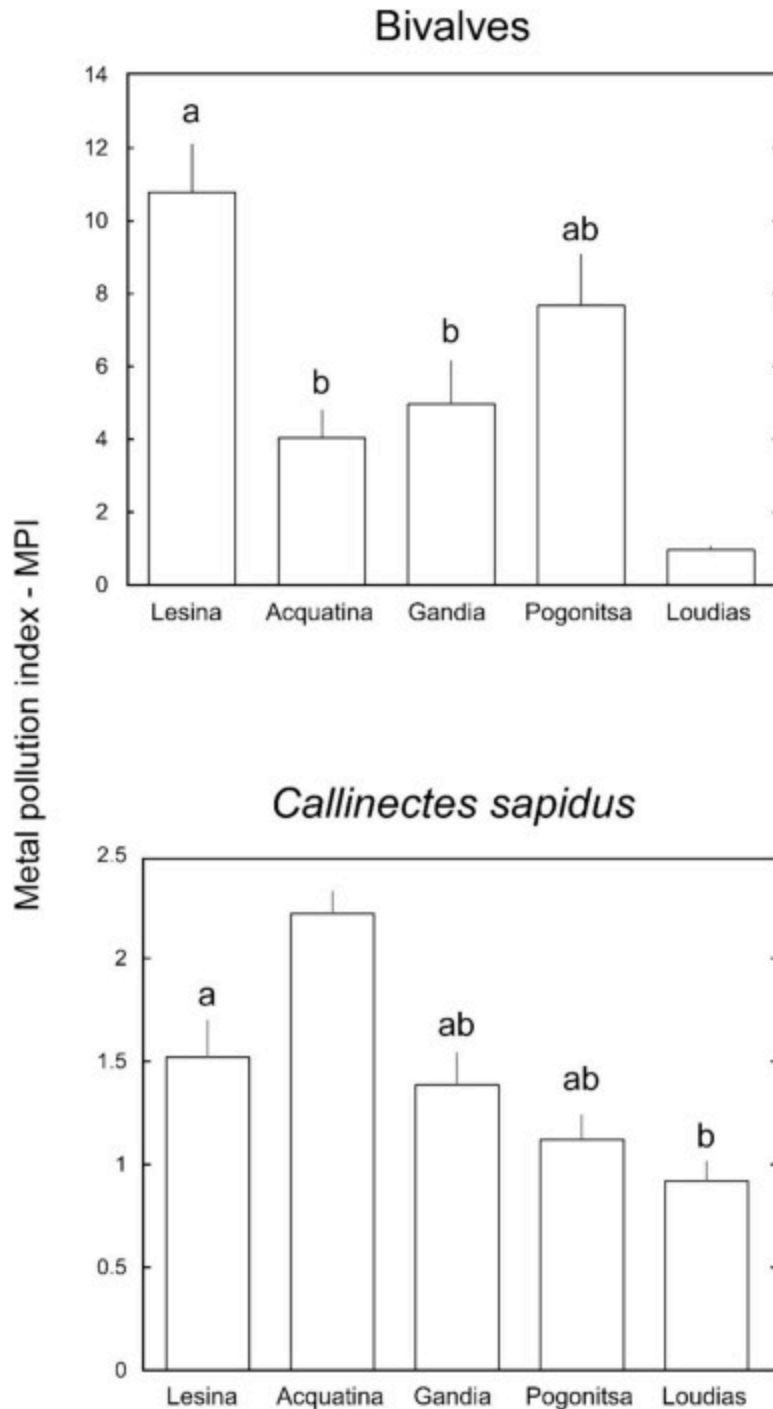 Bivalves
14
12
10
8
6
4
2
0
a
b
b
ab
Lesina Acquatina Gandia Pogonitsa Loudias
Metal pollution index - MPI
Callinectes sapidus
2.5
2
1.5
1
0.5
0
a
ab
ab
b
Lesina Acquatina Gandia Pogonitsa Loudias